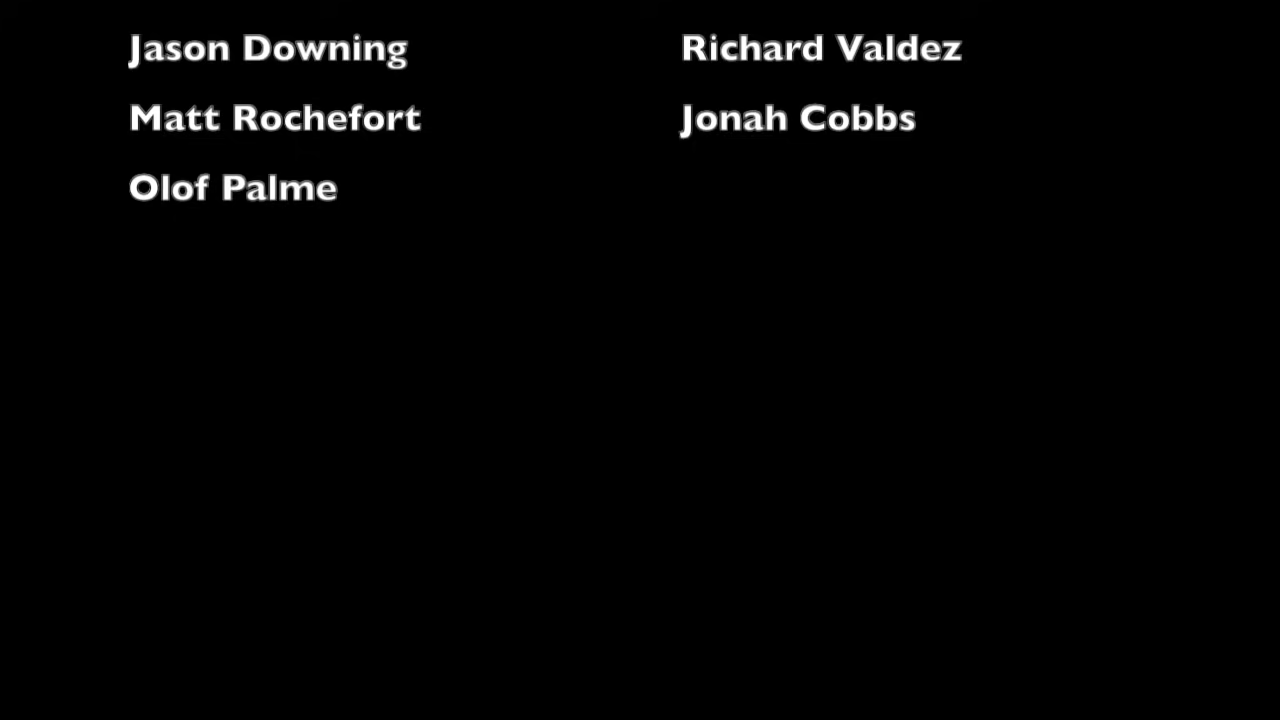 Jason Downing
Richard Valdez
Matt Rochefort
Jonah Cobbs
Olof Palme